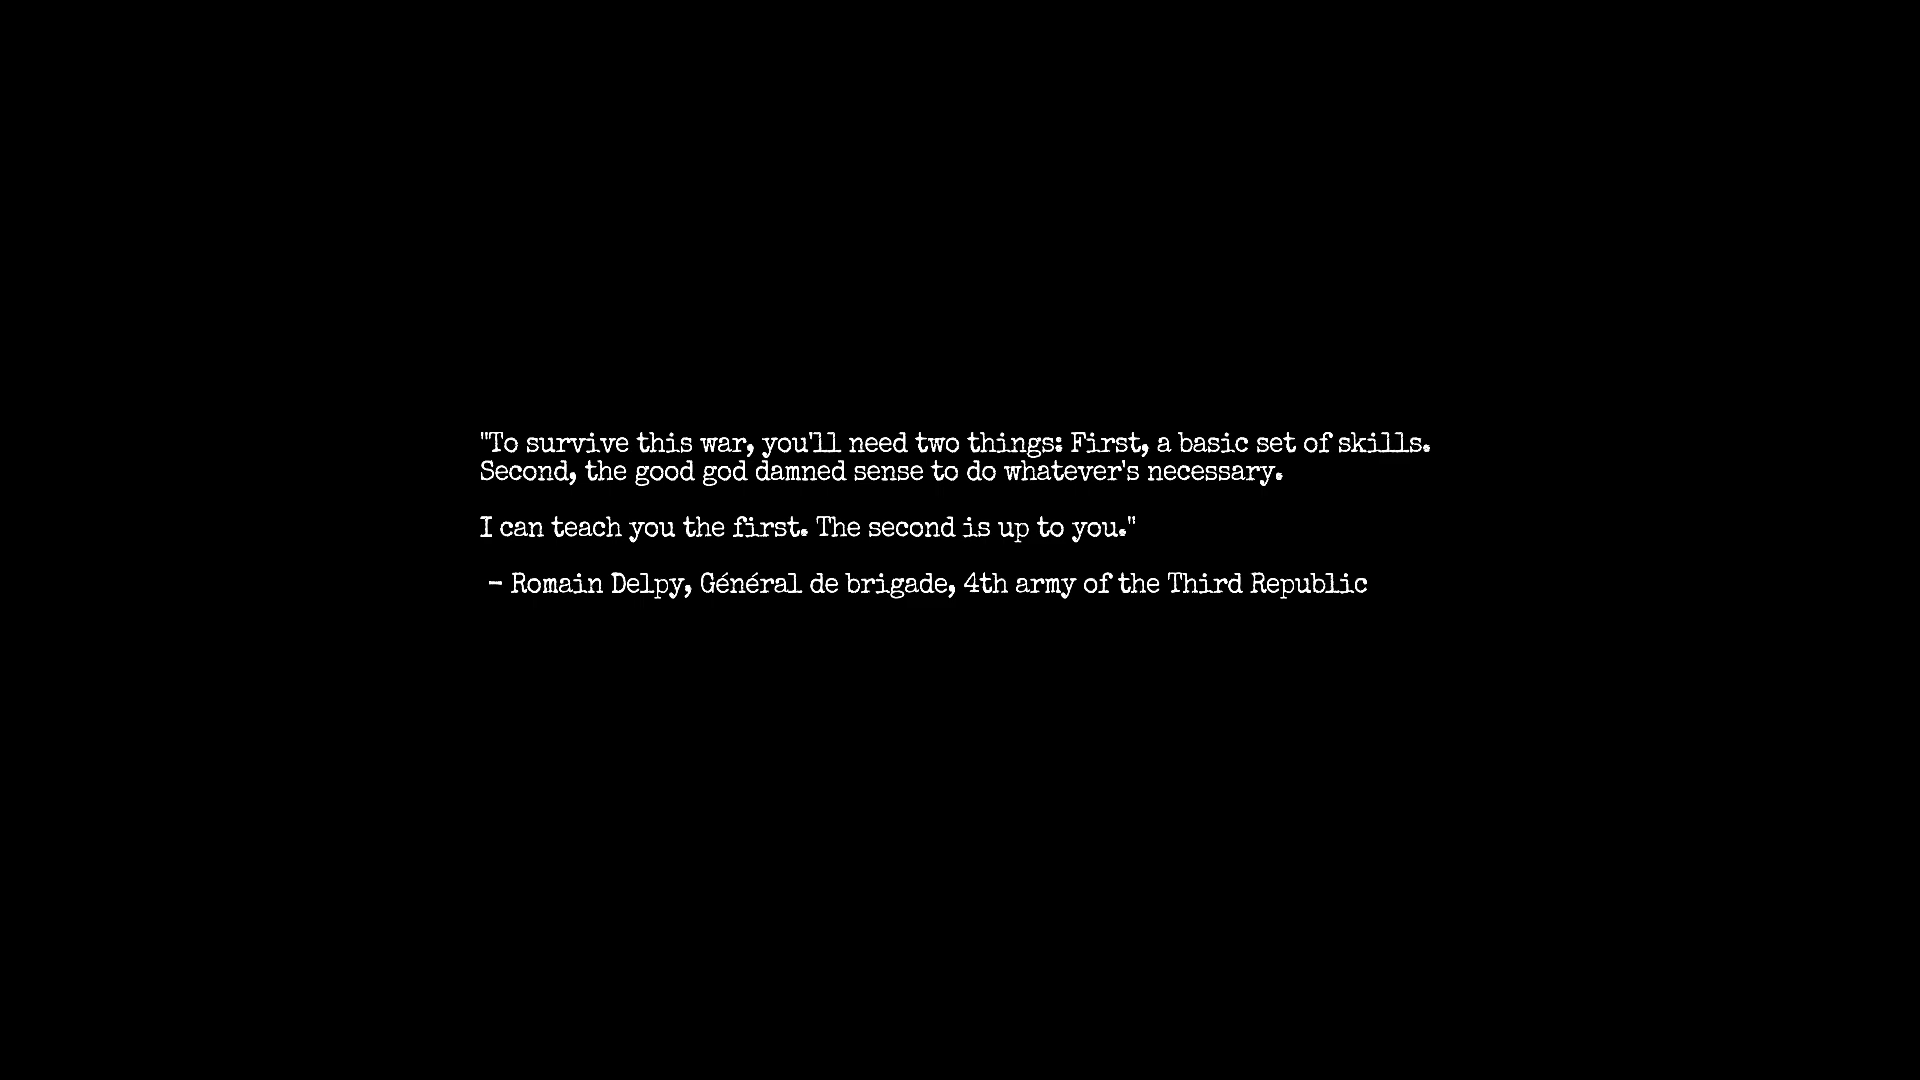 "To survive this war, you'll need two things: First, a basic set of skills.
Second, the good god damned sense to do whatever's necessary.
I can teach you the first. The second is up to you."
- Romain Delpy, Général de brigade, 4th army of the Third Republic